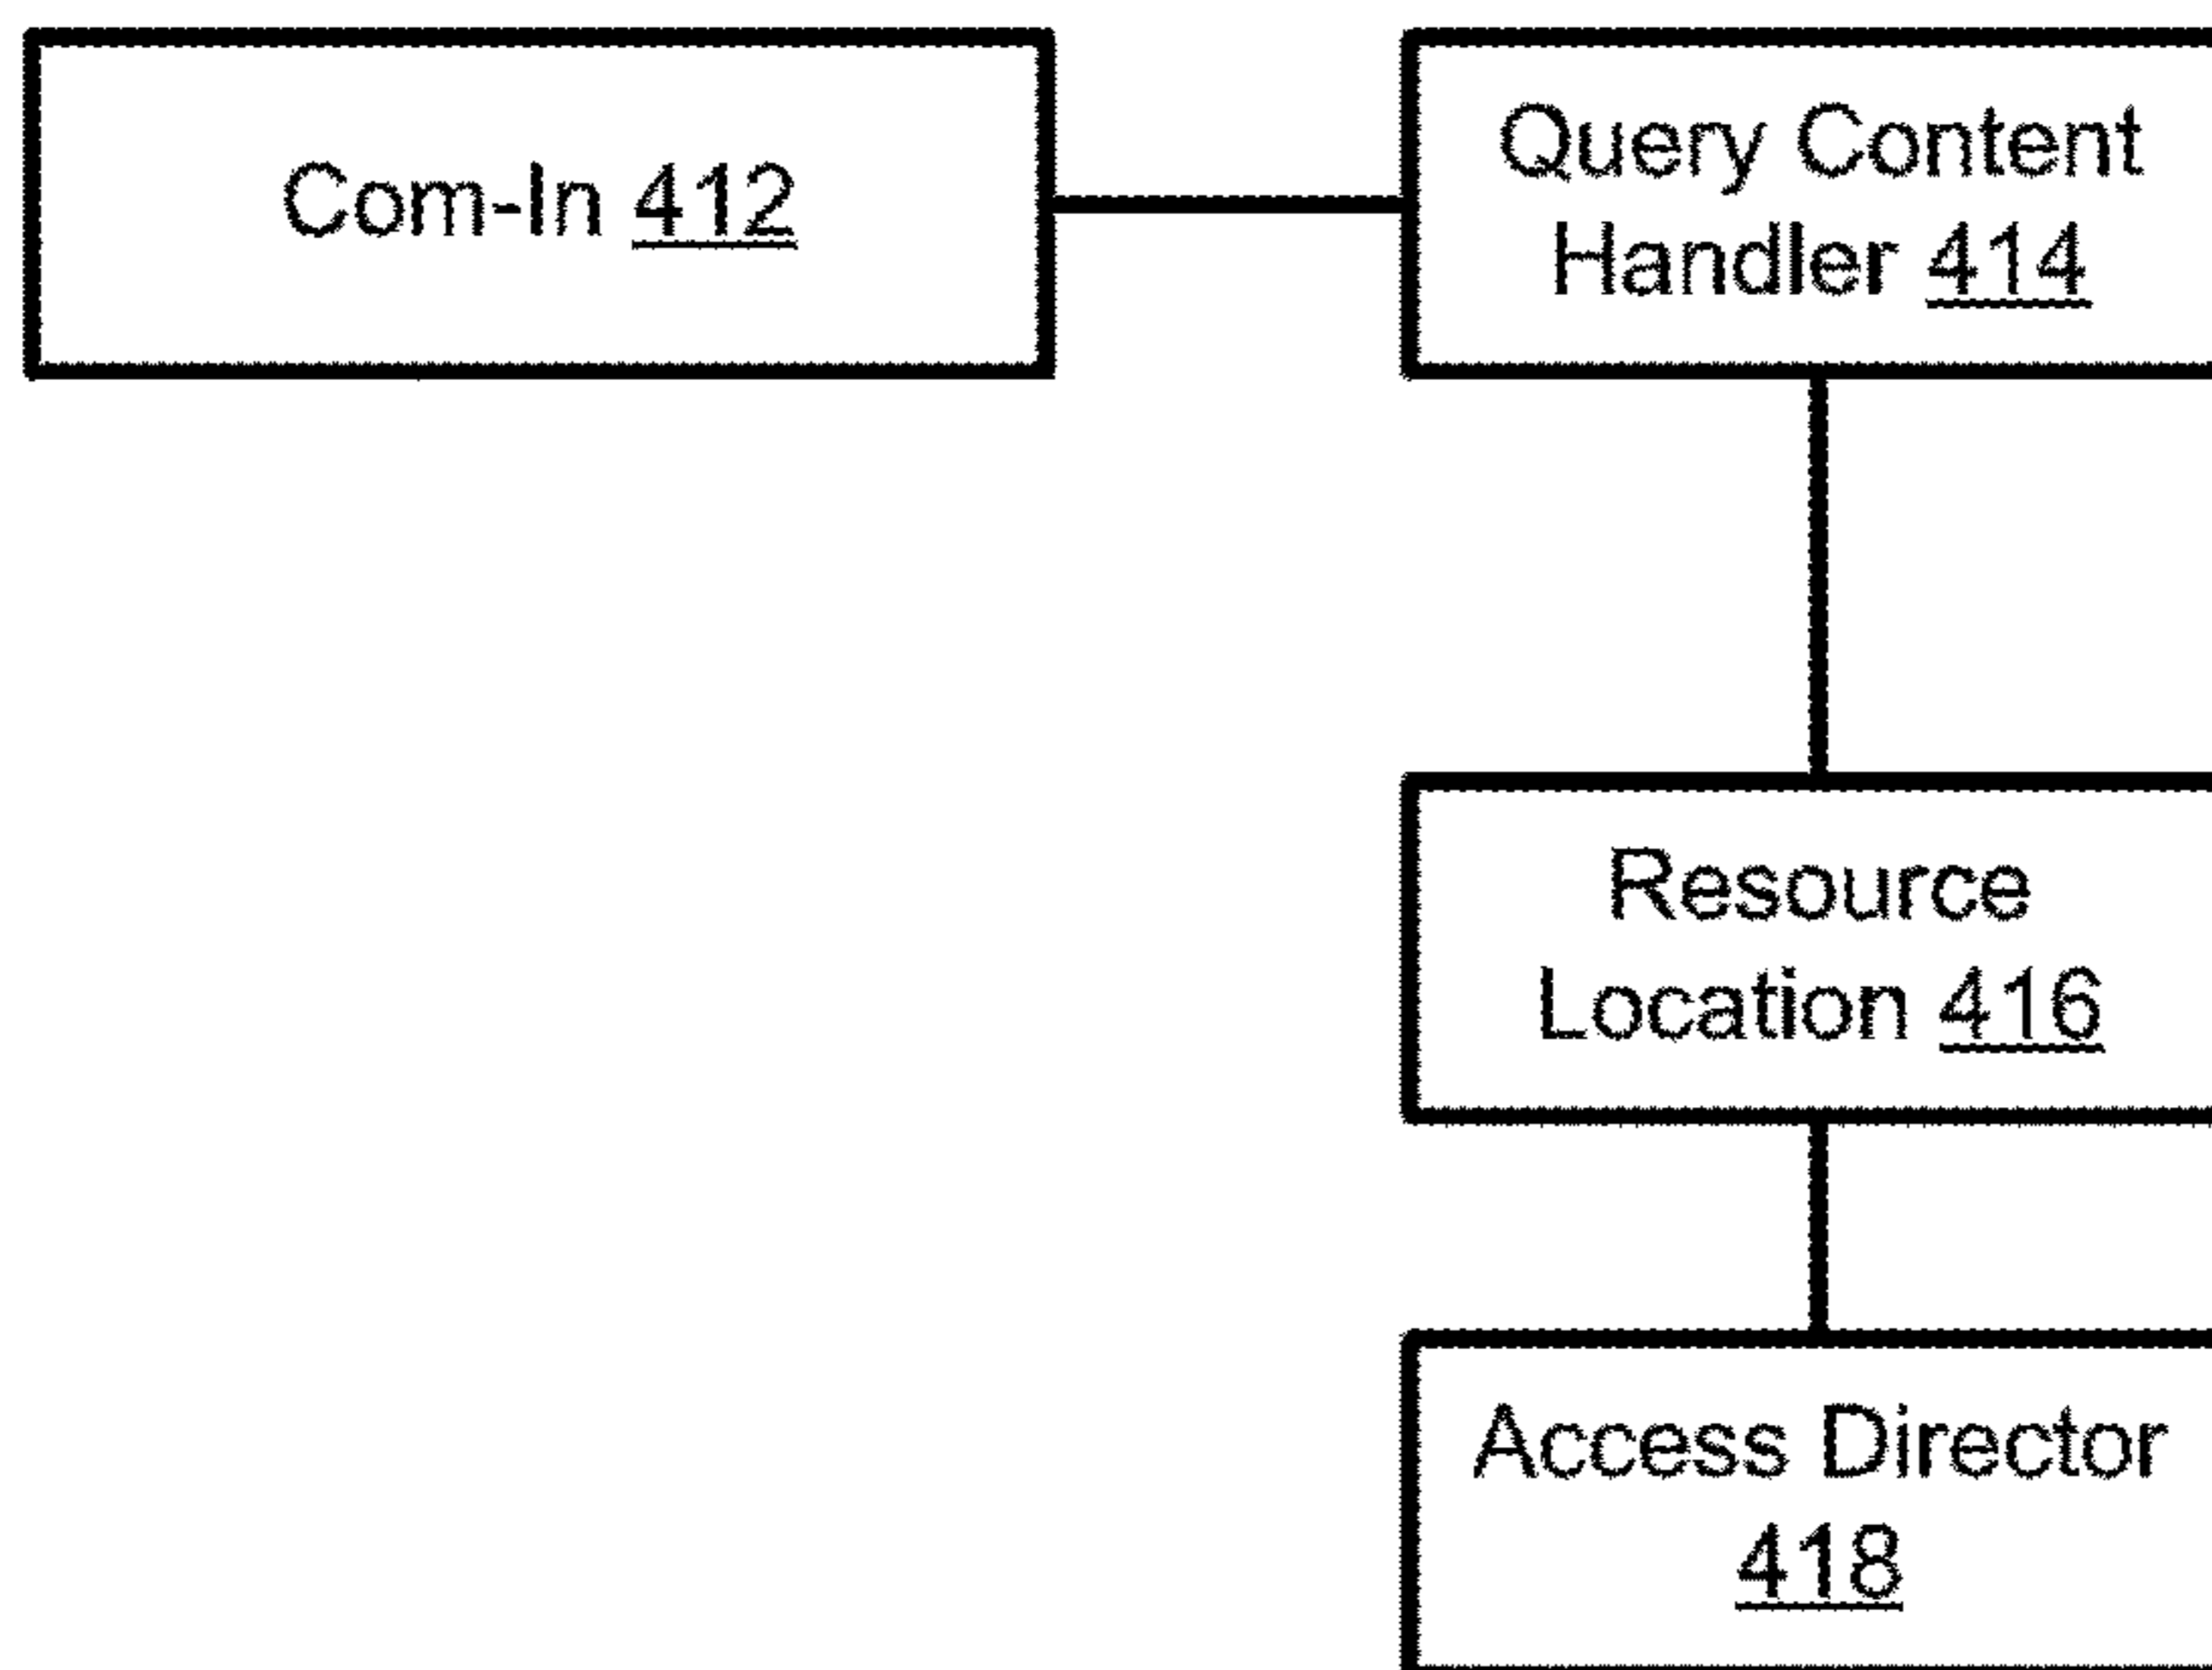 Com-In 412
Query Content
Handler 414
Resource
Location 416
Access Director
418